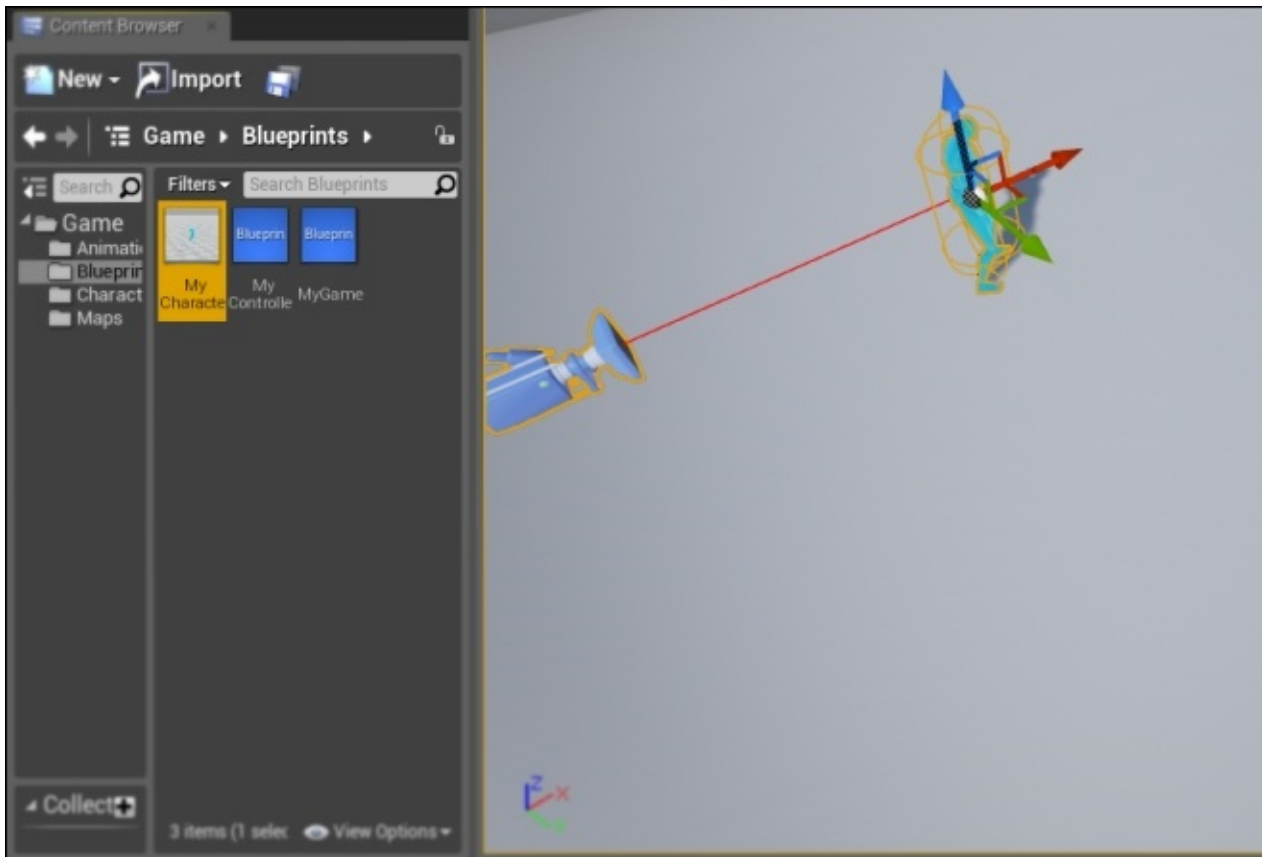 Content Browser
New Import
Game Blueprints
Search
Filters Search Blueprints
Game
Animati
Blueprin
Charact
Maps
Blueprin Blueprin
My
Characte
My
Controlle
MyGame
Z
X
Y
Collect
3 items (1 selec View Options